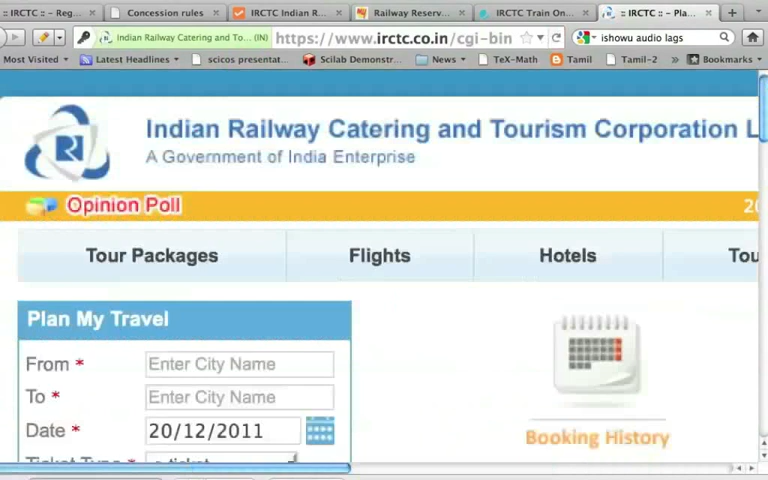 :: IRCTC :: - Reg...
Concession rules
IRCTC Indian R...
Railway Reserv...
IRCTC Train On...
:: IRCTC :: - Pla...
Indian Railway Catering and To... (IN)
https://www.irctc.co.in/cgi-bin
ishowu audio lags
Most Visited
Latest Headlines
scicos presentat...
Scilab Demonstr...
News
TeX-Math
Tamil
Tamil-2
»
Bookmarks
Indian Railway Catering and Tourism Corporation L
A Government of India Enterprise
Opinion Poll
20
Tour Packages
Flights
Hotels
Tou
Plan My Travel
From * Enter City Name
To * Enter City Name
Date * 20/12/2011
Ticket Type * e-ticket
Booking History